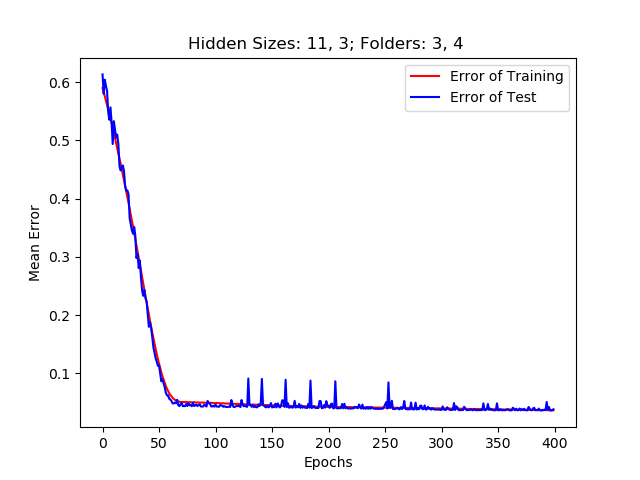 Hidden Sizes: 11, 3; Folders: 3, 4
Error of Training
Error of Test
Mean Error
0.6
0.5
0.4
0.3
0.2
0.1
0 50 100 150 200 250 300 350 400
Epochs